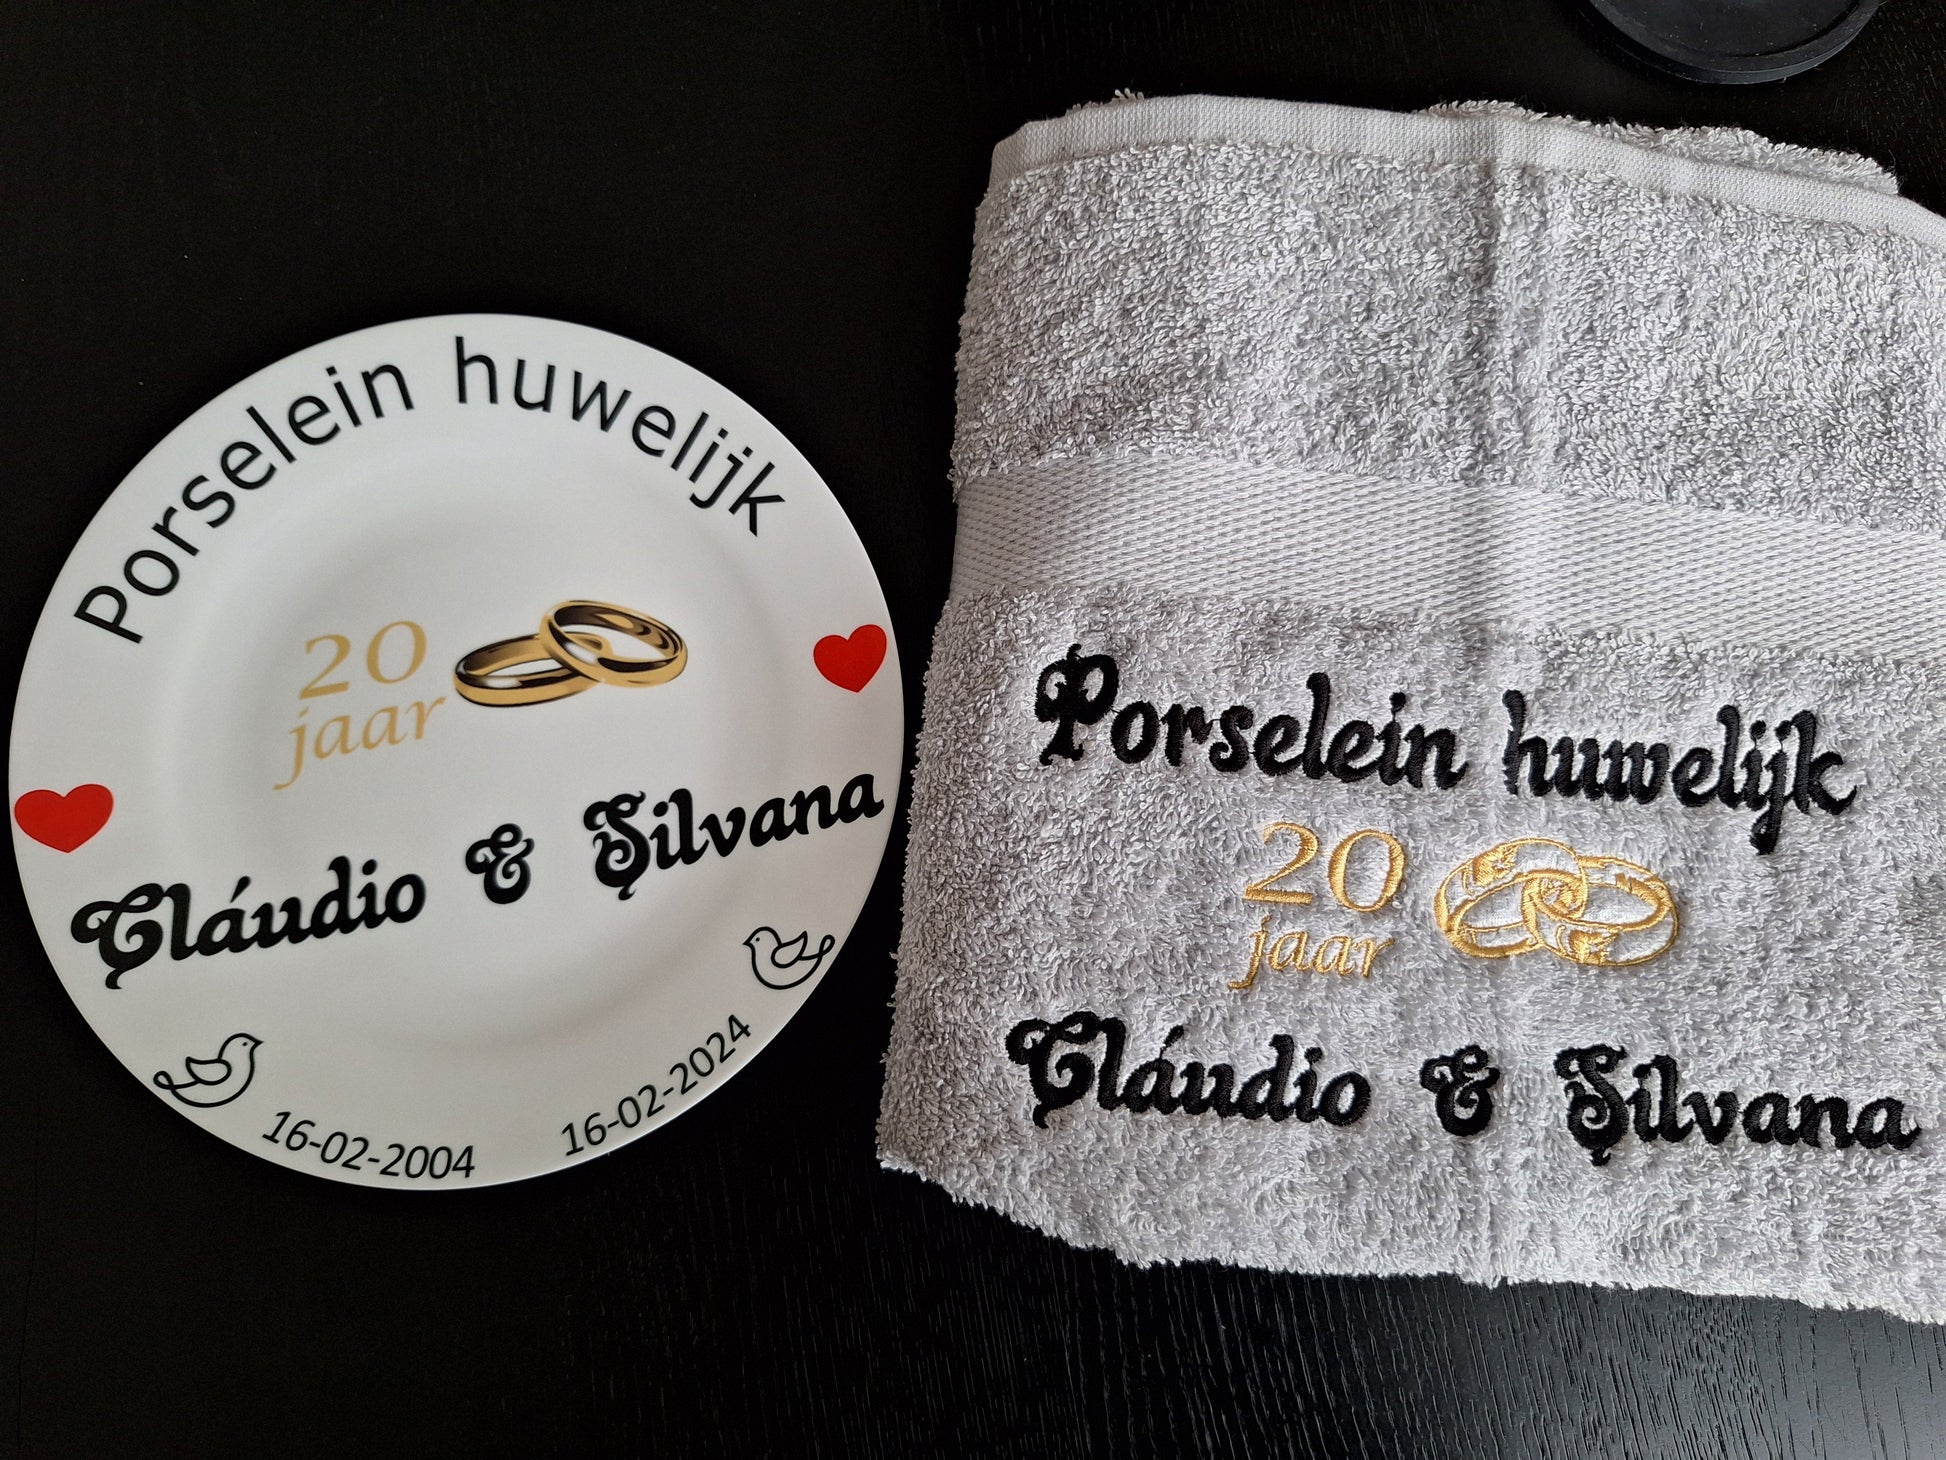 Porselein huwelijk
20
jaar
Cláudio & Silvana
16-02-2004
16-02-2024
Porselein huwelijk
20
jaar
Cláudio & Silvana